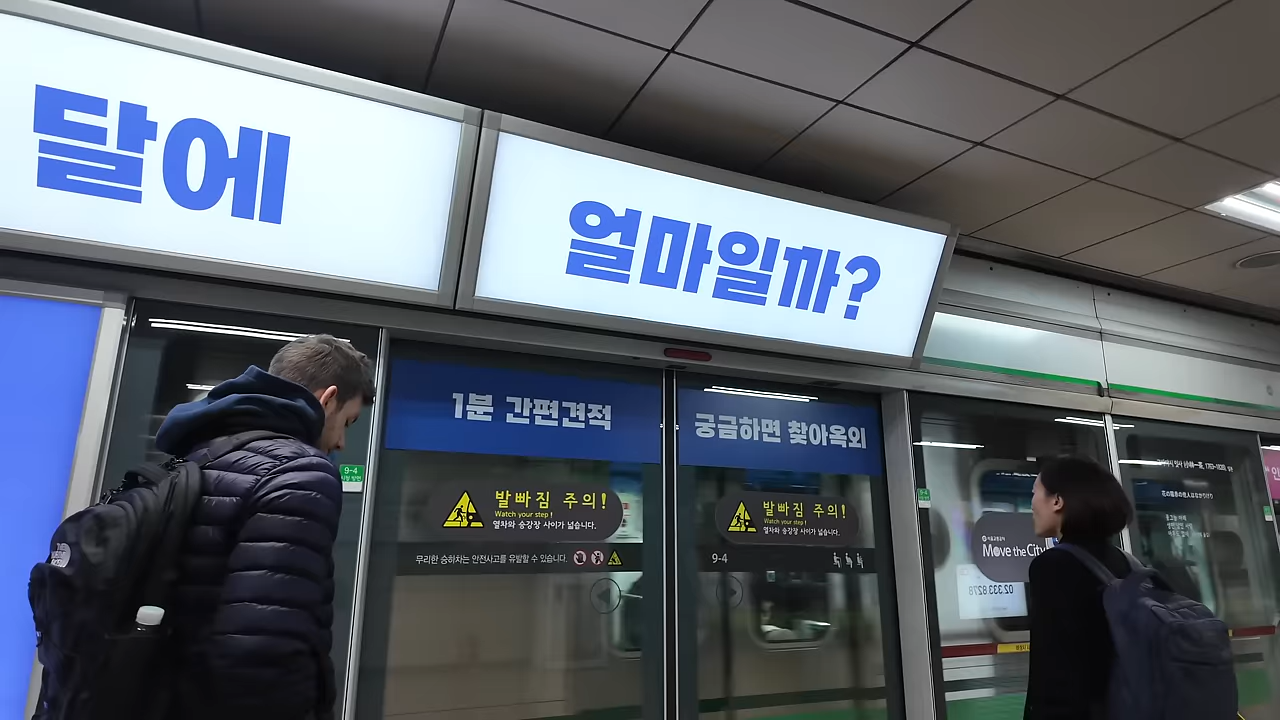 달에
얼마일까?
1분 간편견적
궁금하면 찾아옥외
발빠짐 주의!
Watch your step !
열차와 승강장 사이가 넓습니다.
발빠짐 주의!
Watch your step !
열차와 승강장 사이가 넓습니다.
무리한 승하차는 안전사고를 유발할 수 있습니다.
9-4
9-4
Move the City
02.333.8278